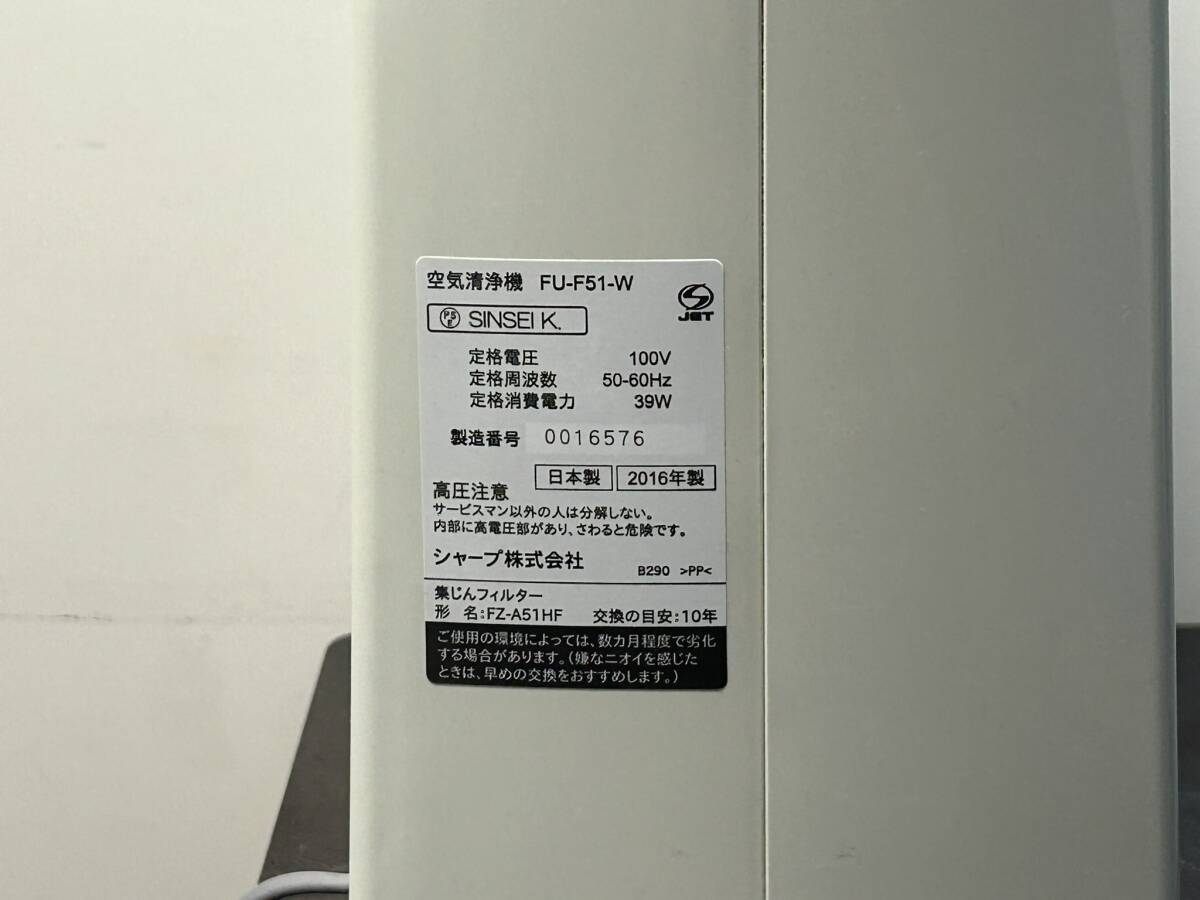 空気清浄機 FU-F51-W
JET
PSE SINSEI K.
定格電圧 100V
定格周波数 50-60Hz
定格消費電力 39W
製造番号 0016576
日本製 2016年製
高圧注意
サービスマン以外の人は分解しない。
内部に高電圧部があり、さわると危険です。
シャープ株式会社 B290 >PP<
集じんフィルター
形 名:FZ-A51HF 交換の目安:10年
ご使用の環境によっては、数カ月程度で劣化
する場合があります。(嫌なニオイを感じた
ときは、早めの交換をおすすめします。)